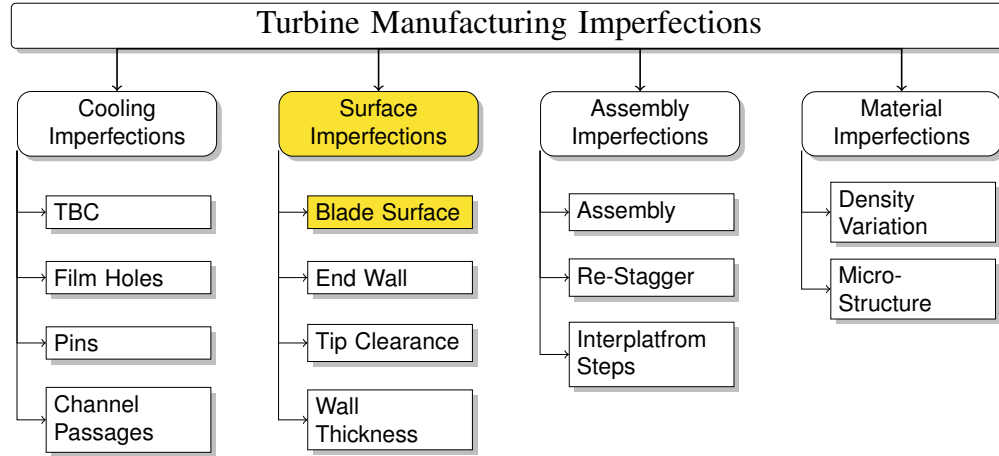 Turbine Manufacturing Imperfections
Cooling
Imperfections
TBC
Film Holes
Pins
Channel
Passages
Surface
Imperfections
Blade Surface
End Wall
Tip Clearance
Wall
Thickness
Assembly
Imperfections
Assembly
Re-Stagger
Interplatfrom
Steps
Material
Imperfections
Density
Variation
Micro-
Structure